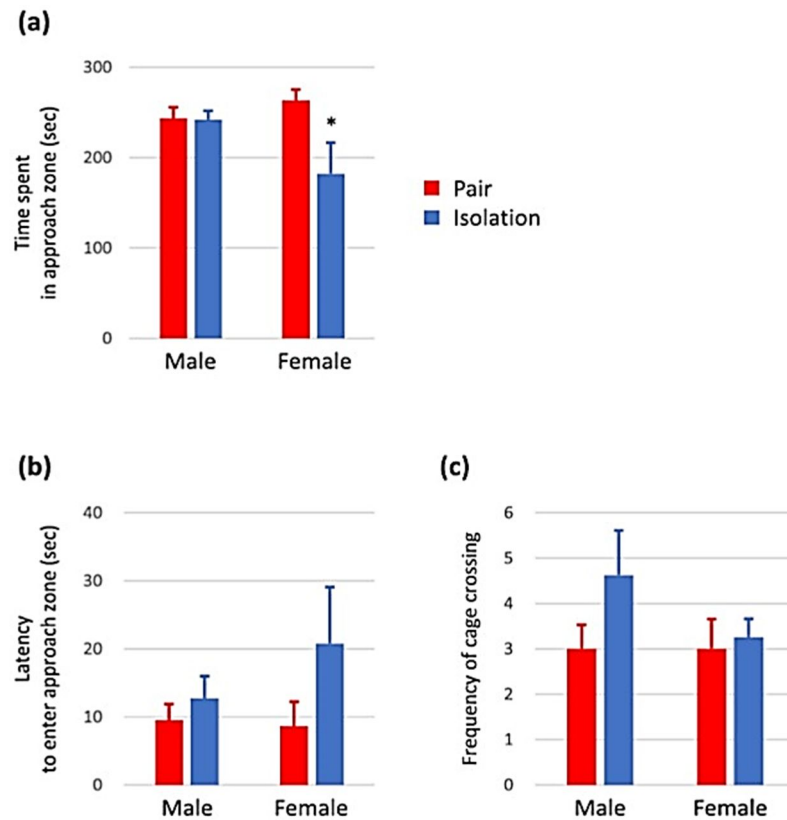 (a)
Time spent
in approach zone (sec)
300
200
100
0
*
Male Female
Pair
Isolation
(b)
Latency
to enter approach zone (sec)
40
30
20
10
0
Male Female
(c)
Frequency of cage crossing
6
5
4
3
2
1
0
Male Female